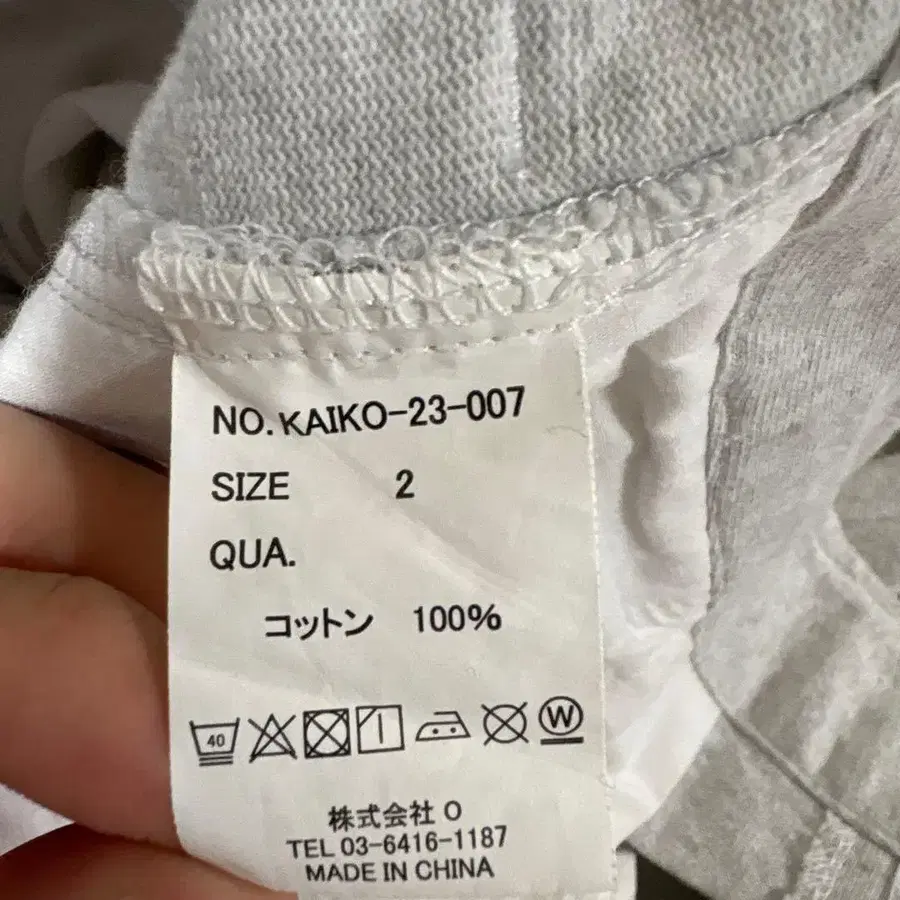 NO. KAIKO-23-007
SIZE 2
QUA.
コットン 100%
40 W
株式会社 O
TEL 03-6416-1187
MADE IN CHINA